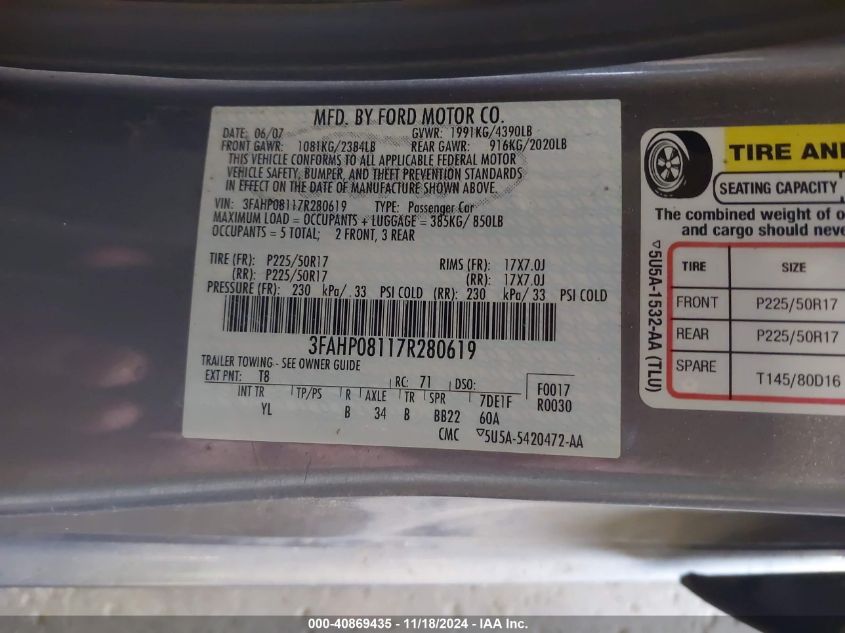 MFD. BY FORD MOTOR CO.
DATE: 06/07 GVWR: 1991KG/4390LB
FRONT GAWR: 1081KG/2384LB REAR GAWR: 916KG/2020LB
THIS VEHICLE CONFORMS TO ALL APPLICABLE FEDERAL MOTOR
VEHICLE SAFETY, BUMPER, AND THEFT PREVENTION STANDARDS
IN EFFECT ON THE DATE OF MANUFACTURE SHOWN ABOVE.
VIN: 3FAHP08117R280619 TYPE: Passenger Car
MAXIMUM LOAD = OCCUPANTS + LUGGAGE = 385KG/ 850LB
OCCUPANTS = 5 TOTAL; 2 FRONT, 3 REAR
TIRE (FR): P225/50R17 RIMS (FR): 17X7.0J
(RR): P225/50R17 (RR): 17X7.0J
PRESSURE (FR): 230 kPa/ 33 PSI COLD (RR): 230 kPa/ 33 PSI COLD
3FAHP08117R280619
TRAILER TOWING - SEE OWNER GUIDE
EXT PNT: T8 RC: 71 DSO: F0017
INT TR TP/PS R AXLE TR SPR 7DE1F R0030
YL B 34 B BB22 60A
CMC 5U5A-5420472-AA
TIRE AN
SEATING CAPACITY
The combined weight of o
and cargo should neve
5U5A-1532-AA (TLU)
TIRE SIZE
FRONT P225/50R17
REAR P225/50R17
SPARE T145/80D16
000-40869435 - 11/18/2024 - IAA Inc.